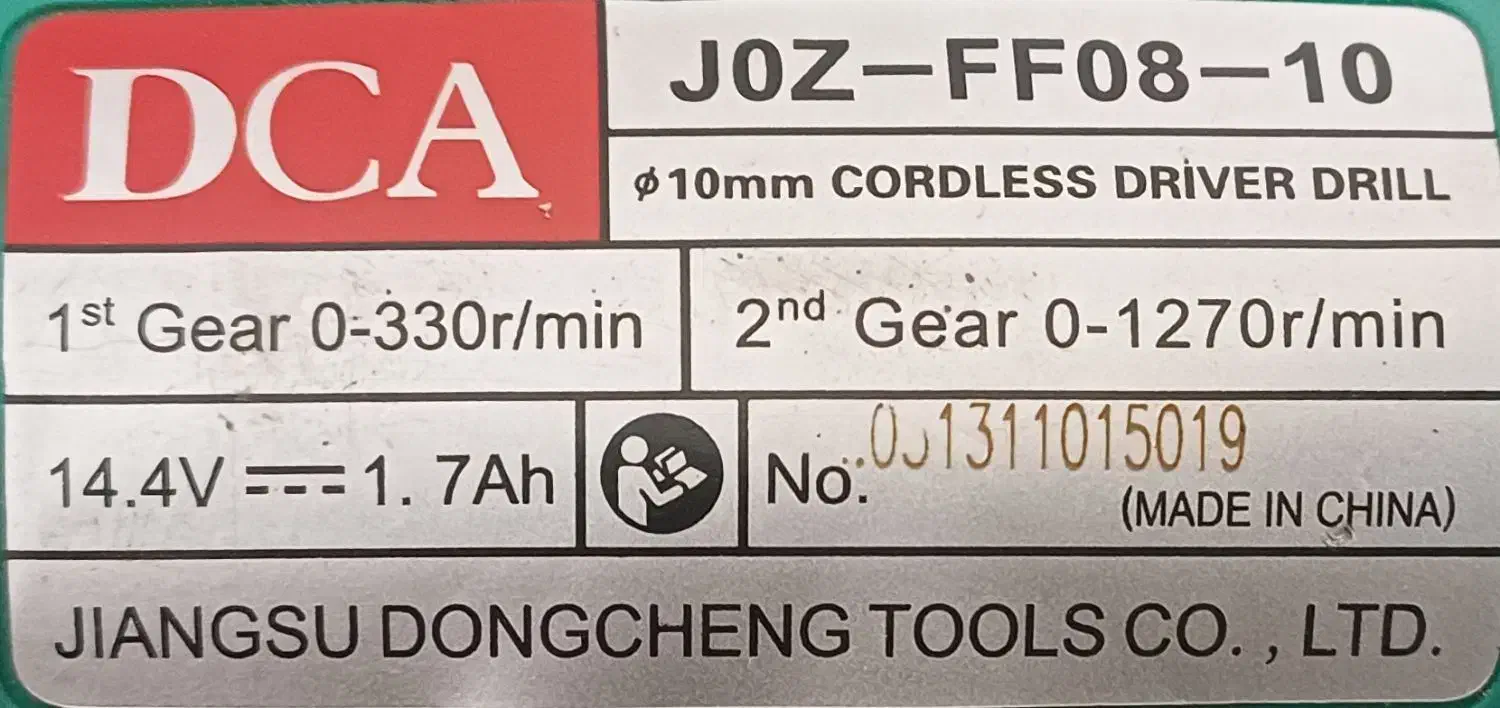 DCA
J0Z-FF08-10
ϕ10mm CORDLESS DRIVER DRILL
1st Gear 0-330r/min
2nd Gear 0-1270r/min
14.4V ⎓ 1.7Ah
No.
(MADE IN CHINA)
JIANGSU DONGCHENG TOOLS CO., LTD.